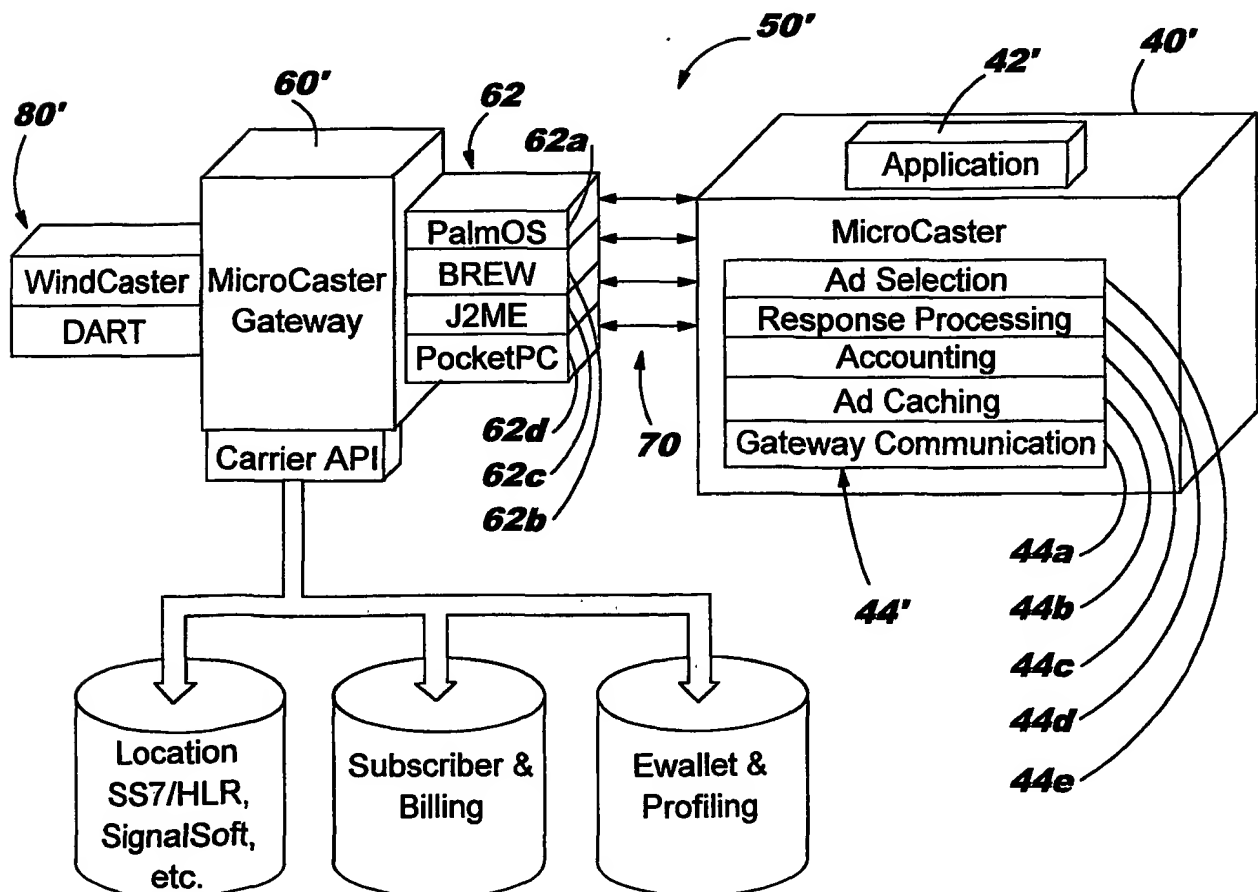 50'
40'
42'
60'
62
80'
62a
Application
PalmOS
MicroCaster
WindCaster
MicroCaster
Gateway
BREW
Ad Selection
DART
J2ME
Response Processing
PocketPC
Accounting
Ad Caching
62d
70
Gateway Communication
Carrier API
62c
62b
44a
44'
44b
44c
44d
44e
Location
SS7/HLR,
SignalSoft,
etc.
Subscriber &
Billing
Ewallet &
Profiling